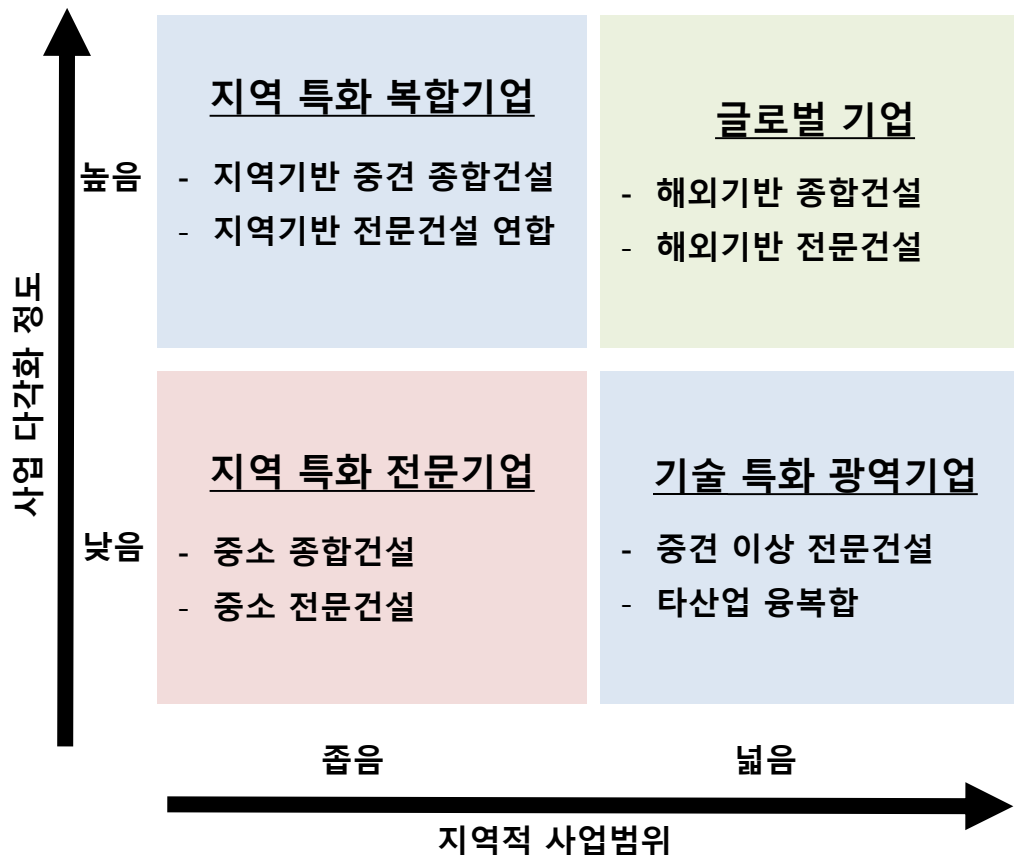 사업 다각화 정도
높음
지역 특화 복합기업
- 지역기반 중견 종합건설
- 지역기반 전문건설 연합
글로벌 기업
- 해외기반 종합건설
- 해외기반 전문건설
낮음
지역 특화 전문기업
- 중소 종합건설
- 중소 전문건설
기술 특화 광역기업
- 중견 이상 전문건설
- 타산업 융복합
좁음
넓음
지역적 사업범위